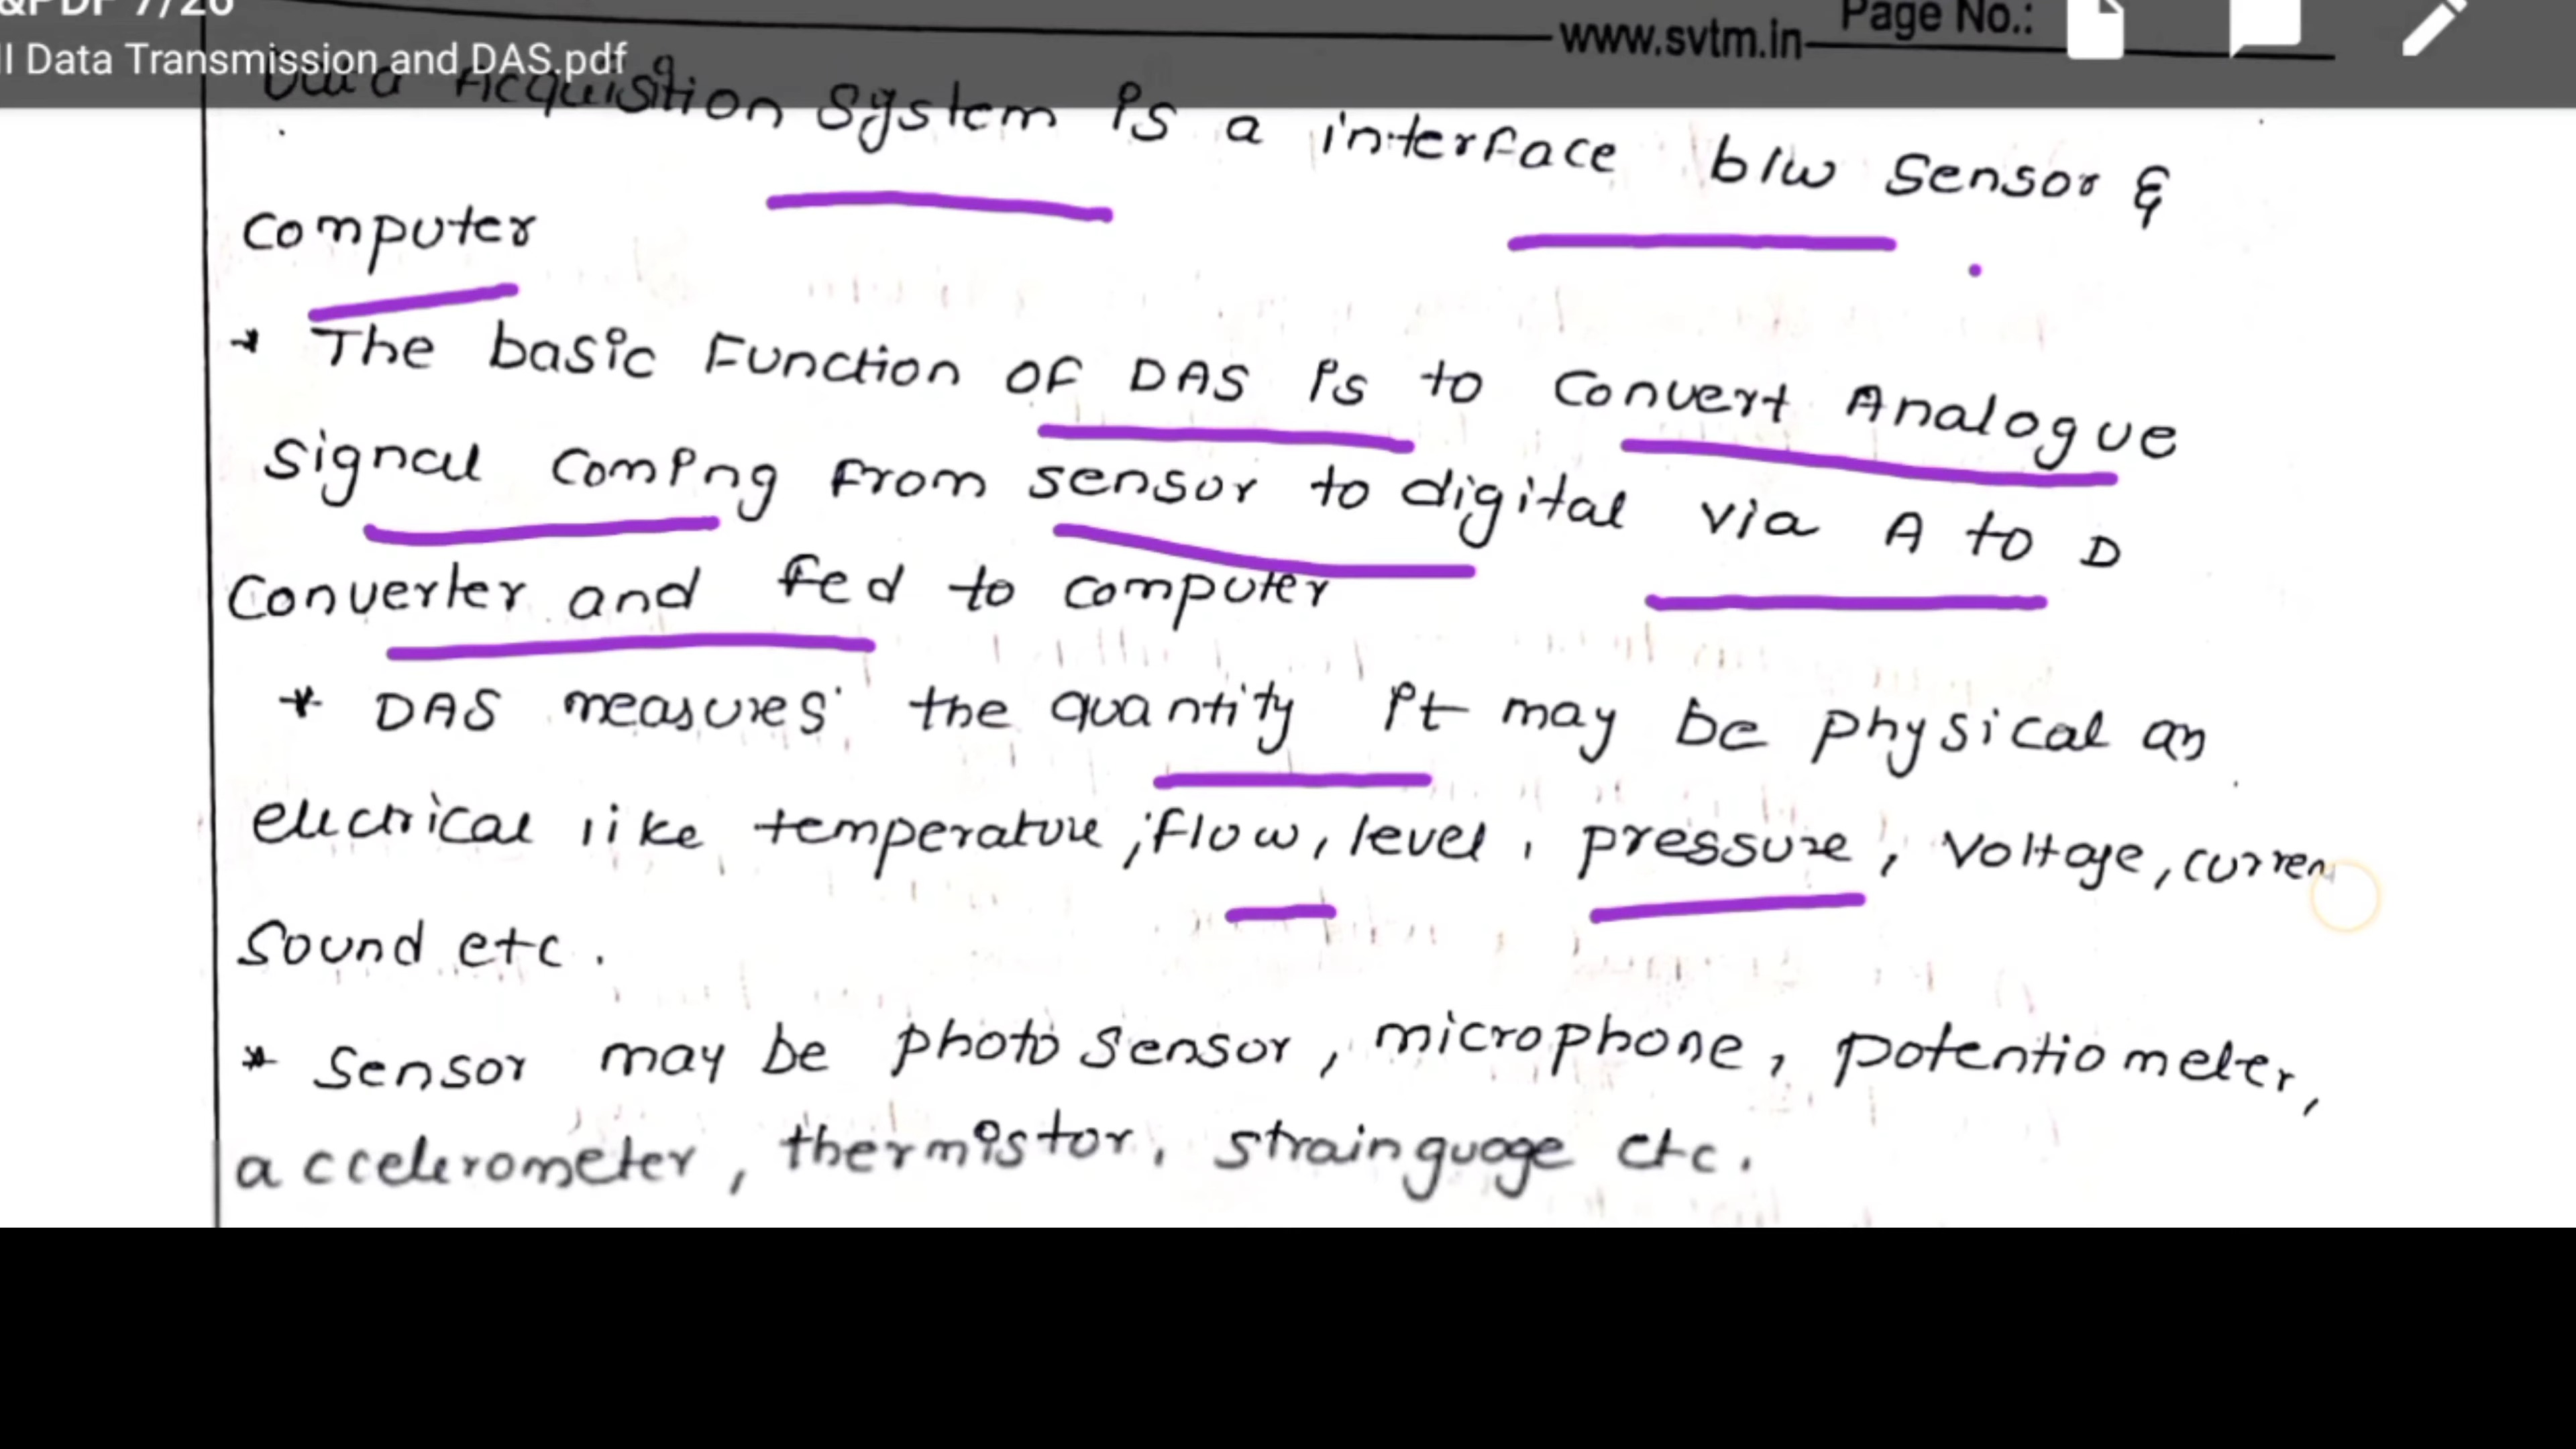 &PDF 7/26
www.svtm.in Page No.:
II Data Transmission and DAS.pdf
Data Acquisition System is a interface b/w Sensor &
Computer
* The basic Function of DAS is to Convert Analogue
Signal coming from sensor to digital via A to D
Converter and fed to computer
* DAS measures the quantity it may be physical an
electrical like temperature, flow, level, pressure, Voltage, curren
Sound etc.
* Sensor may be photo sensor, microphone, potentiometer,
accelerometer, thermistor, strainguage etc.